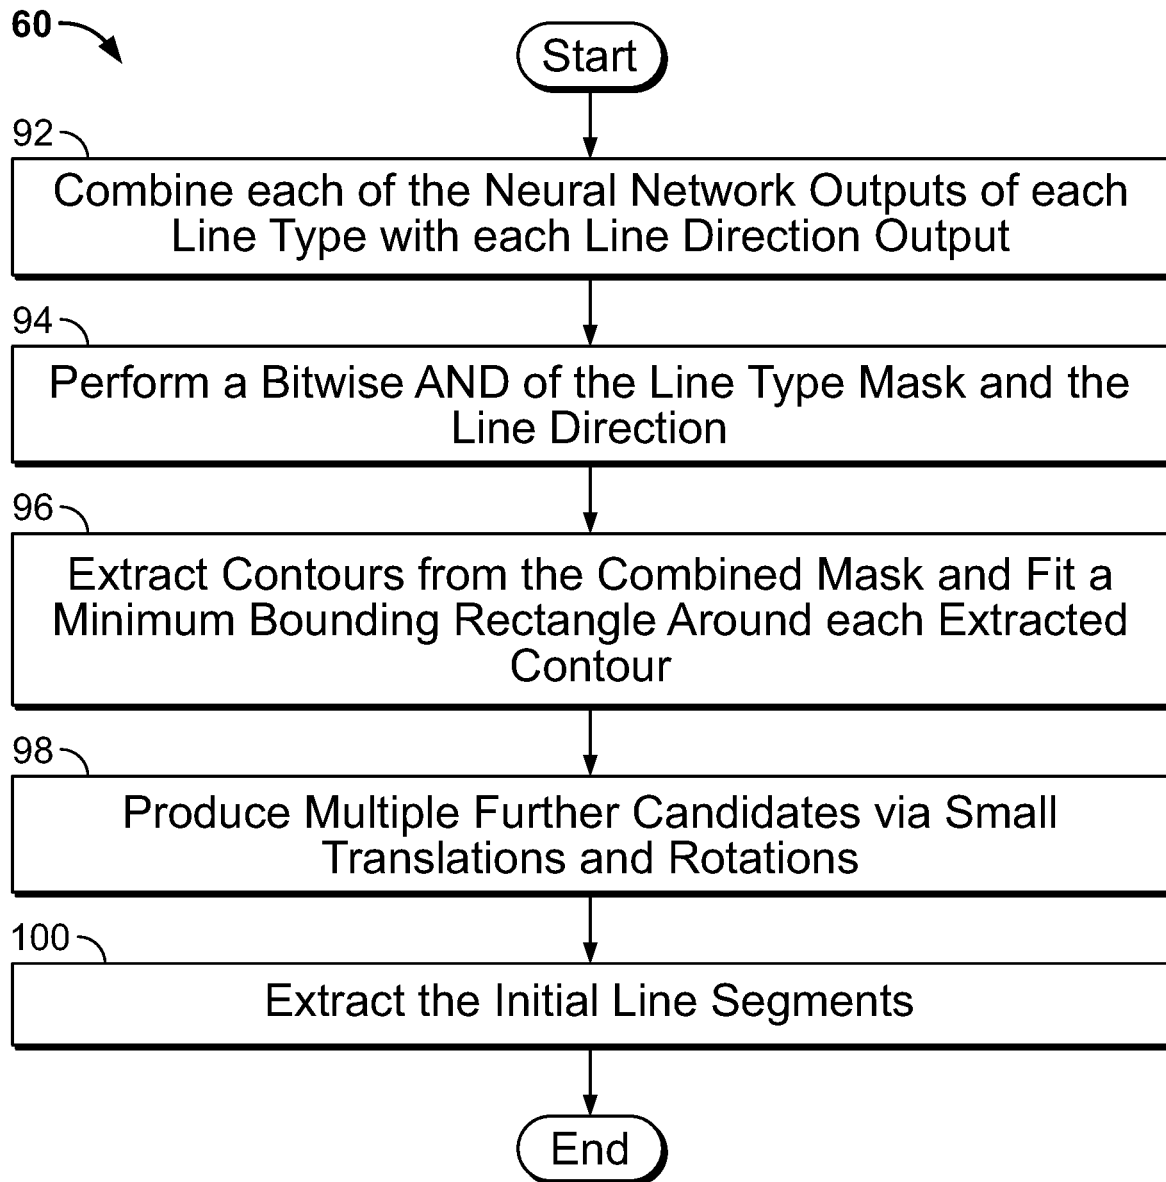 60
Start
92
Combine each of the Neural Network Outputs of each
Line Type with each Line Direction Output
94
Perform a Bitwise AND of the Line Type Mask and the
Line Direction
96
Extract Contours from the Combined Mask and Fit a
Minimum Bounding Rectangle Around each Extracted
Contour
98
Produce Multiple Further Candidates via Small
Translations and Rotations
100
Extract the Initial Line Segments
End